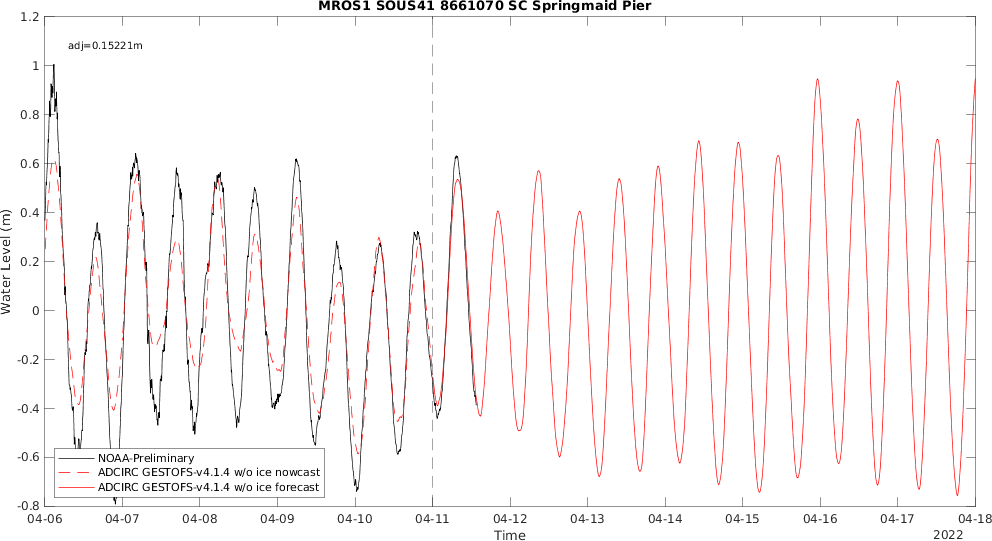 MROS1 SOUS41 8661070 SC Springmaid Pier
1.2
adj=0.15221m
1
0.8
0.6
0.4
0.2
0
-0.2
-0.4
-0.6
-0.8
Water Level (m)
NOAA-Preliminary
ADCIRC GESTOFS-v4.1.4 w/o ice nowcast
ADCIRC GESTOFS-v4.1.4 w/o ice forecast
04-06 04-07 04-08 04-09 04-10 04-11 04-12 04-13 04-14 04-15 04-16 04-17 04-18
Time
2022